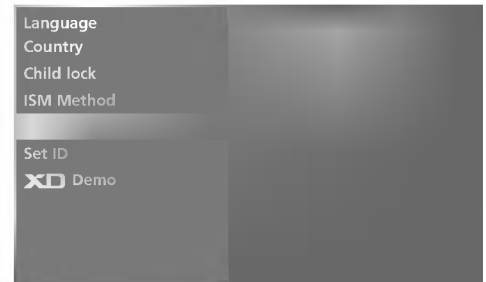 Language
Country
Child lock
ISM Method
Set ID
XD Demo